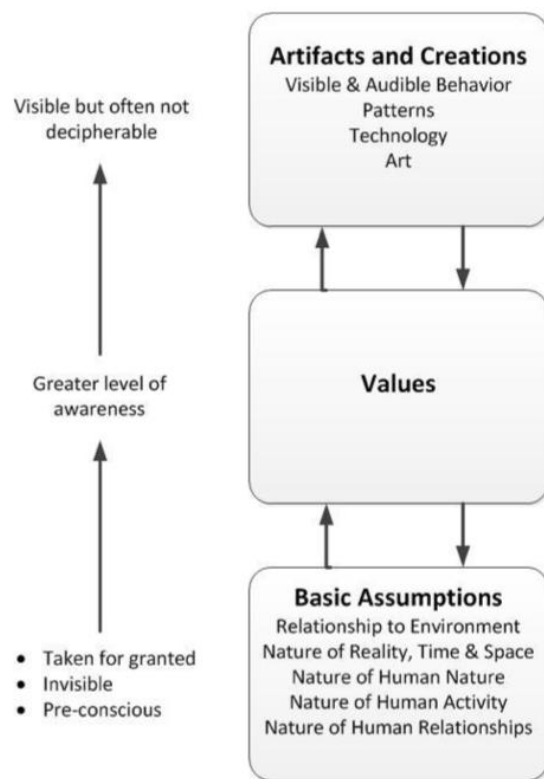 Artifacts and Creations
Visible & Audible Behavior
Patterns
Technology
Art
Visible but often not
decipherable
Greater level of
awareness
Values
Basic Assumptions
Relationship to Environment
Nature of Reality, Time & Space
Nature of Human Nature
Nature of Human Activity
Nature of Human Relationships
• Taken for granted
• Invisible
• Pre-conscious